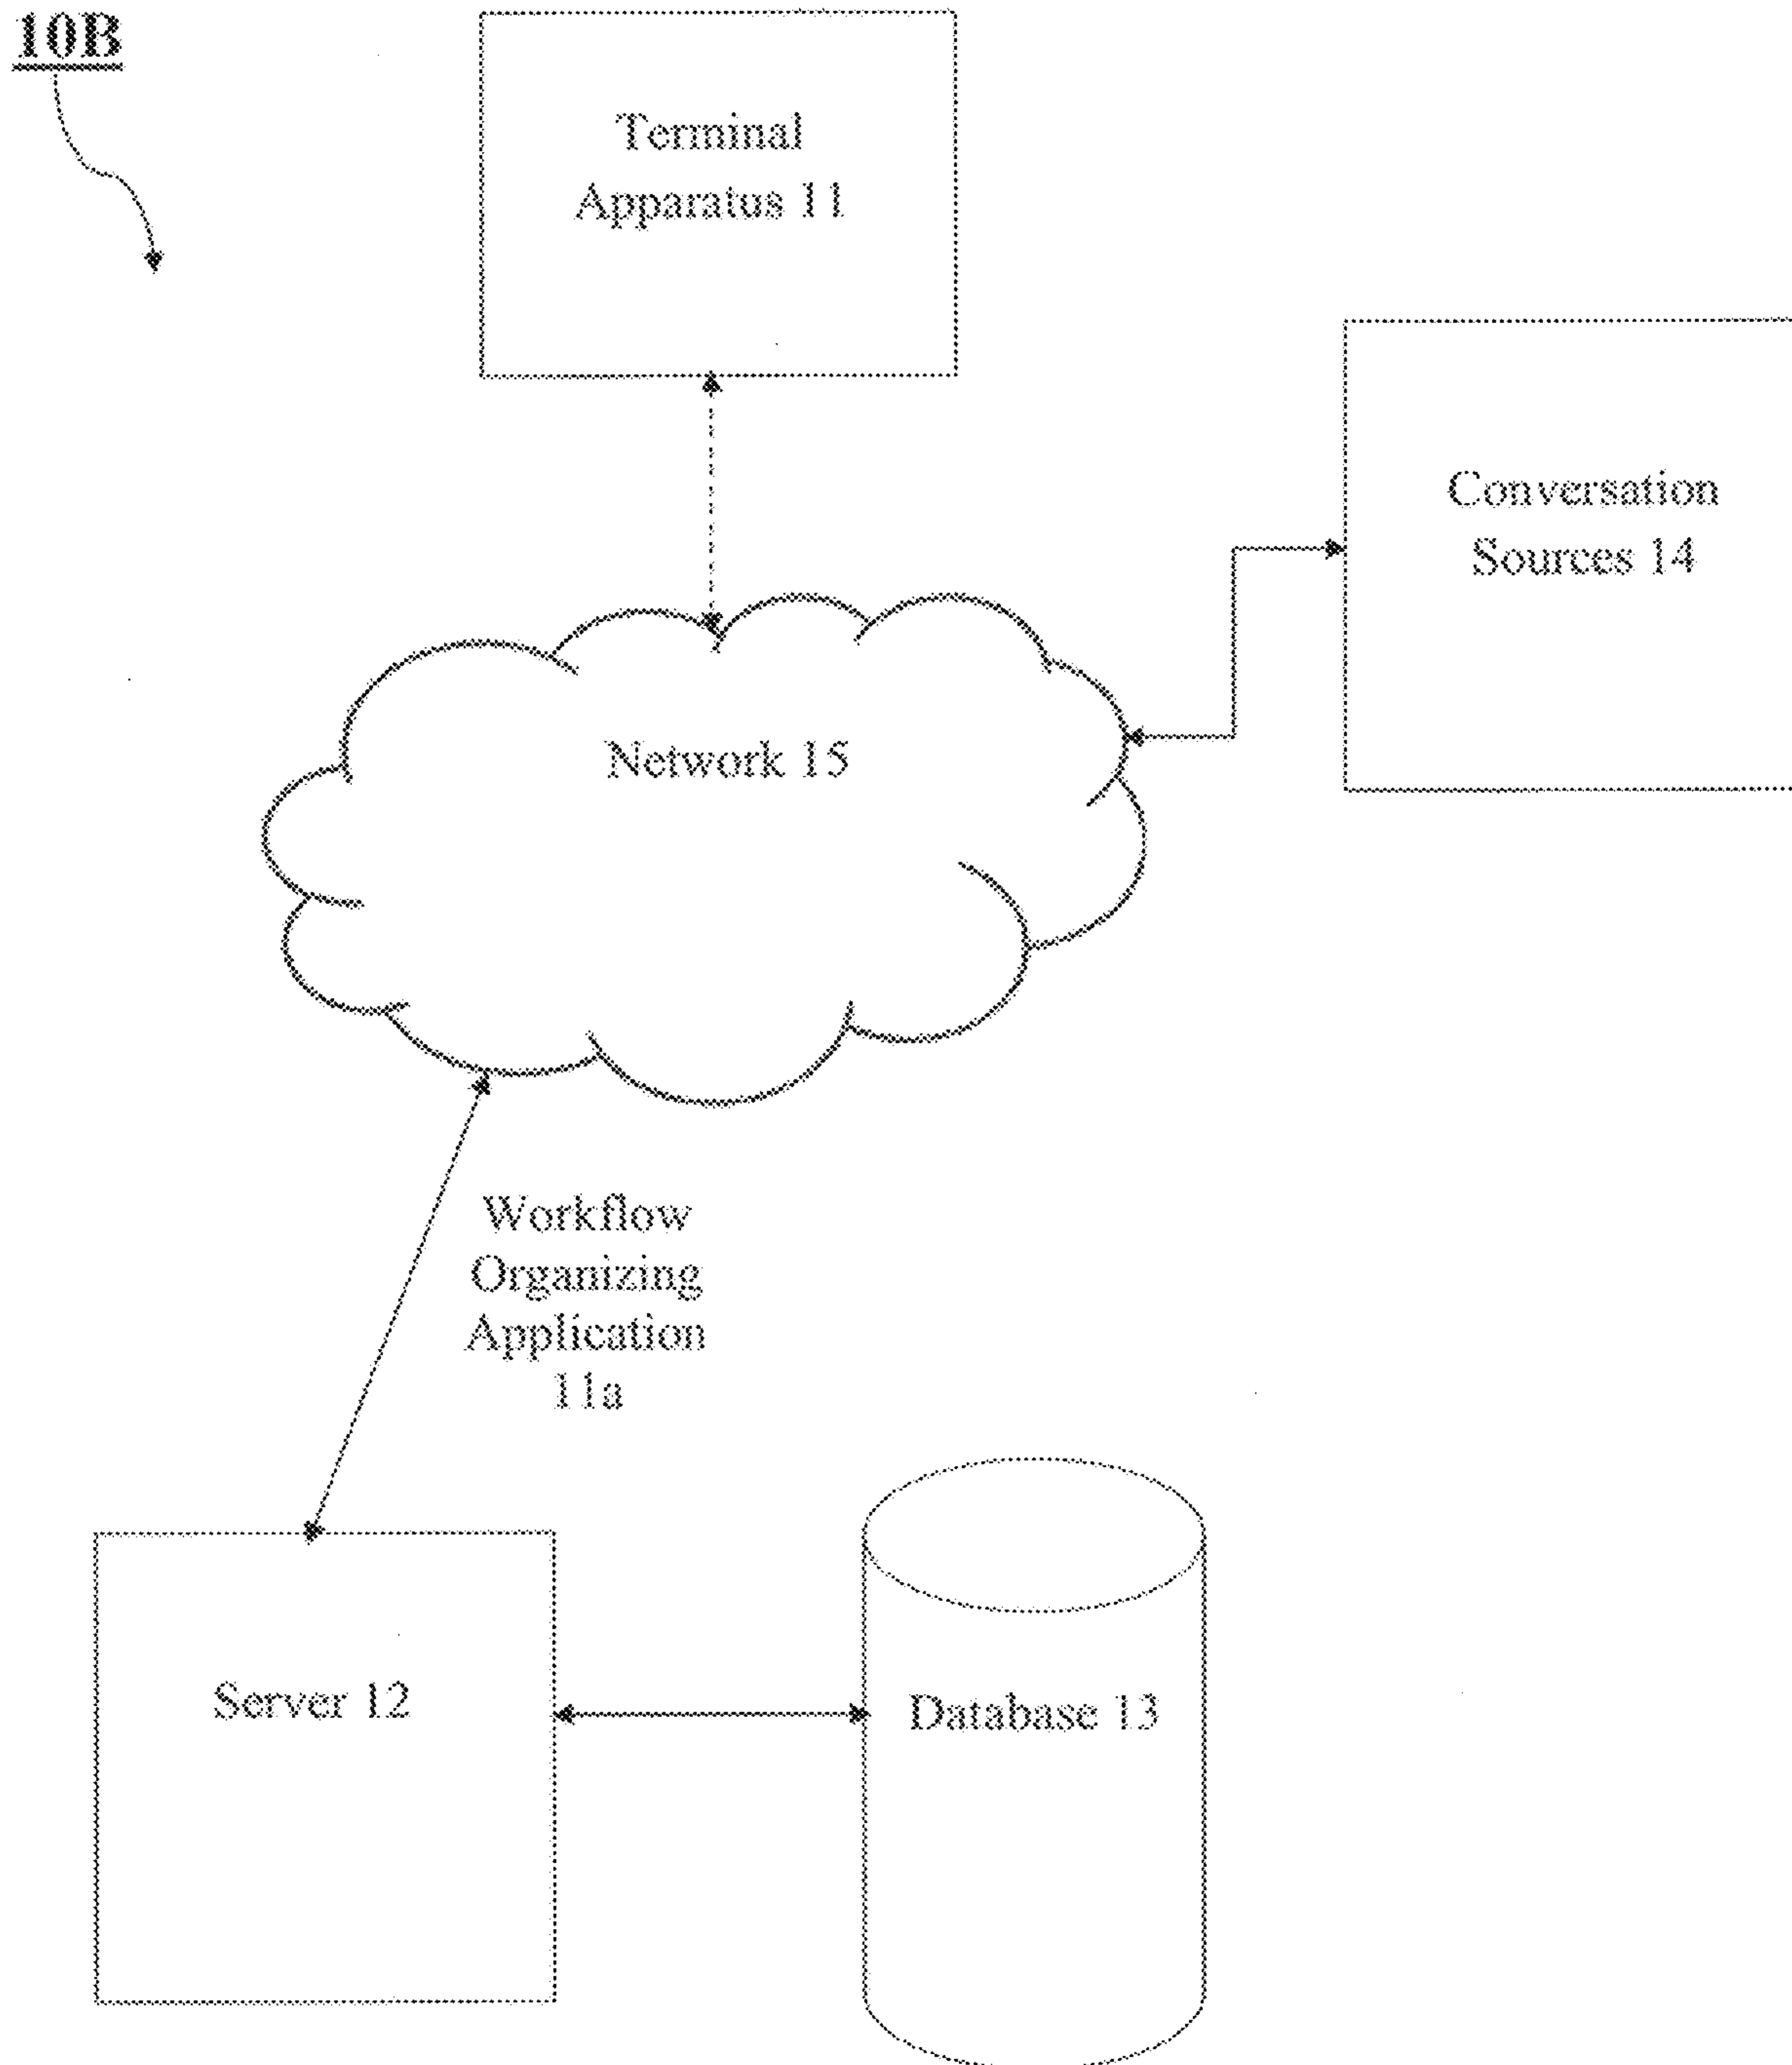 10B
Terminal
Apparatus 11
Conversation
Sources 14
Network 15
Workflow
Organizing
Application
11a
Server 12
Database 13